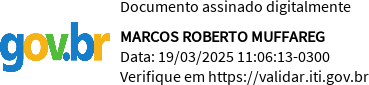 Documento assinado digitalmente
gov.br
MARCOS ROBERTO MUFFAREG
Data: 19/03/2025 11:06:13-0300
Verifique em https://validar.iti.gov.br